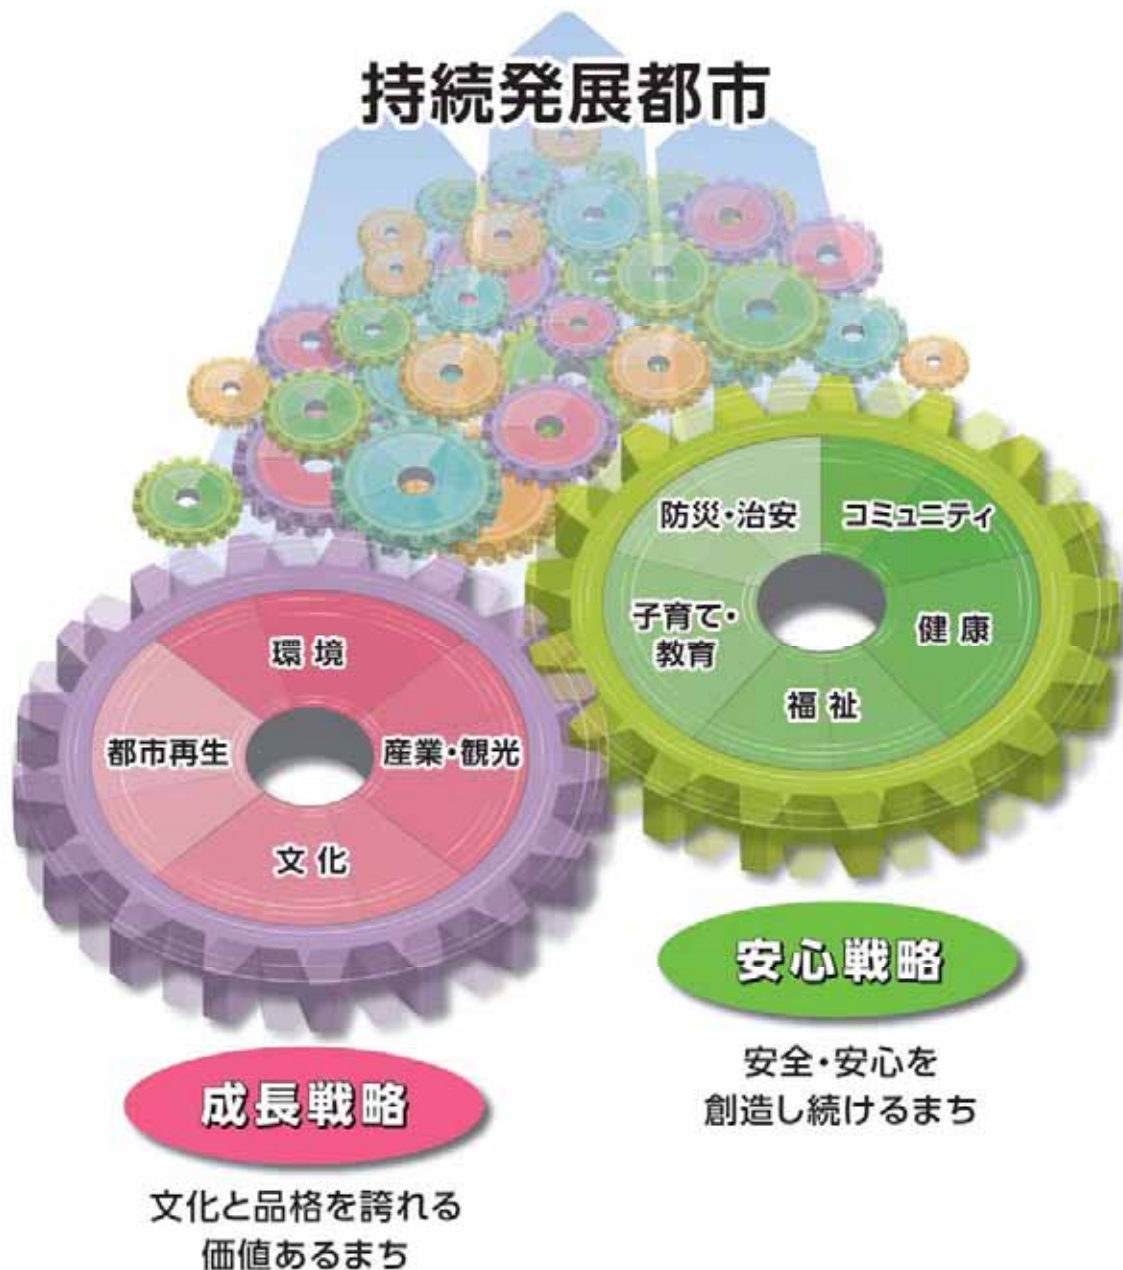 持続発展都市
防災・治安
コミュニティ
子育て・
教育
健康
福祉
環境
都市再生
産業・観光
文化
安心戦略
安全・安心を
創造し続けるまち
成長戦略
文化と品格を誇れる
価値あるまち